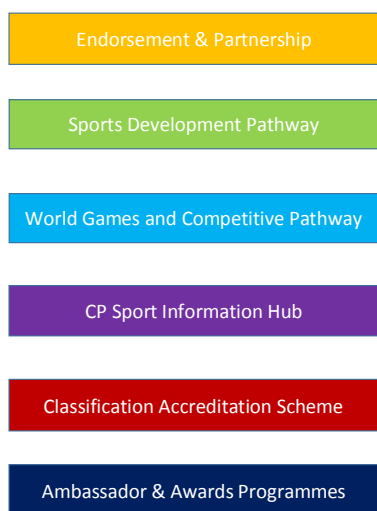 Endorsement & Partnership
Sports Development Pathway
World Games and Competitive Pathway
CP Sport Information Hub
Classification Accreditation Scheme
Ambassador & Awards Programmes